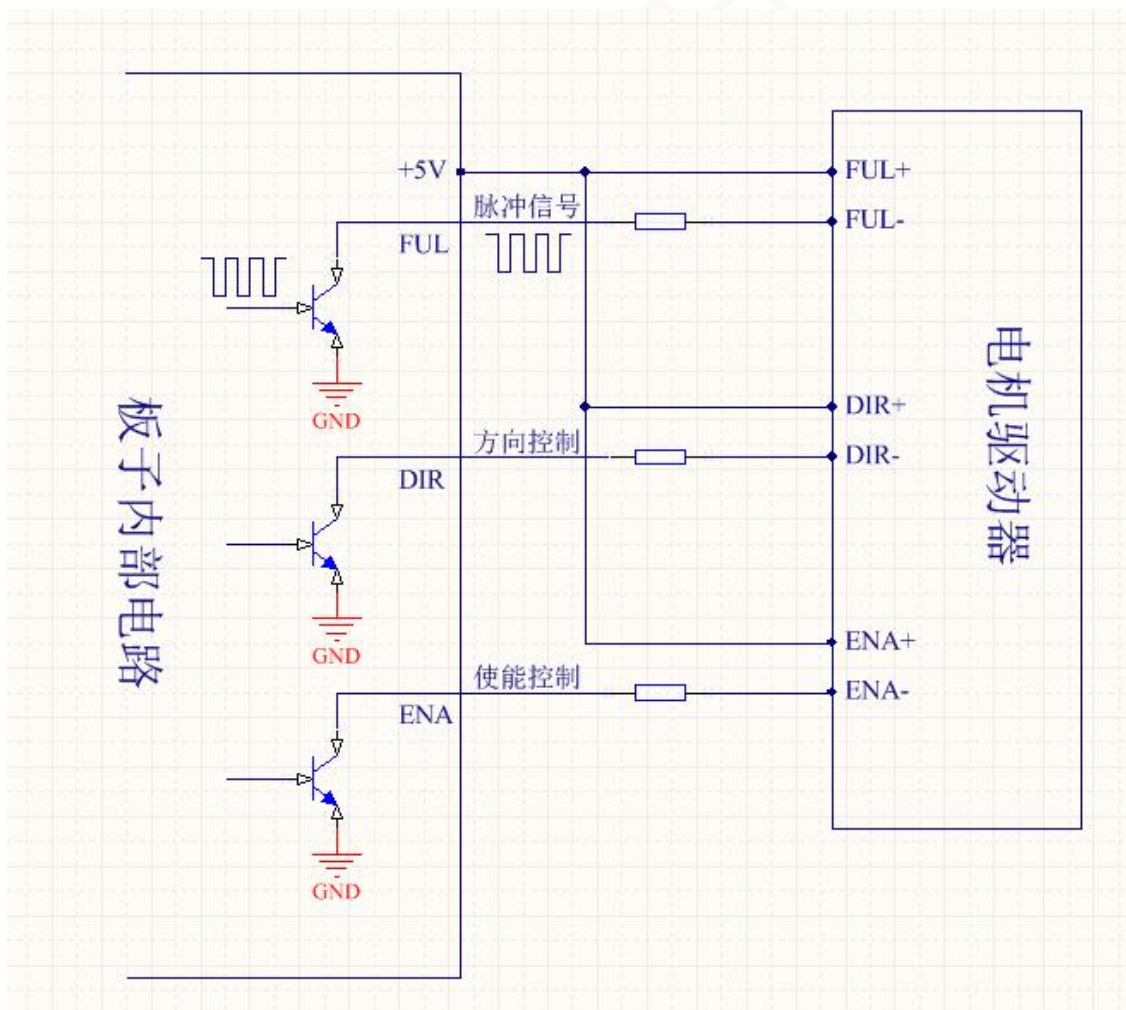 +5V
FUL+
脉冲信号
FUL-
FUL
GND
DIR+
方向控制
DIR-
DIR
GND
ENA+
使能控制
ENA-
ENA
GND
板子内部电路
电机驱动器